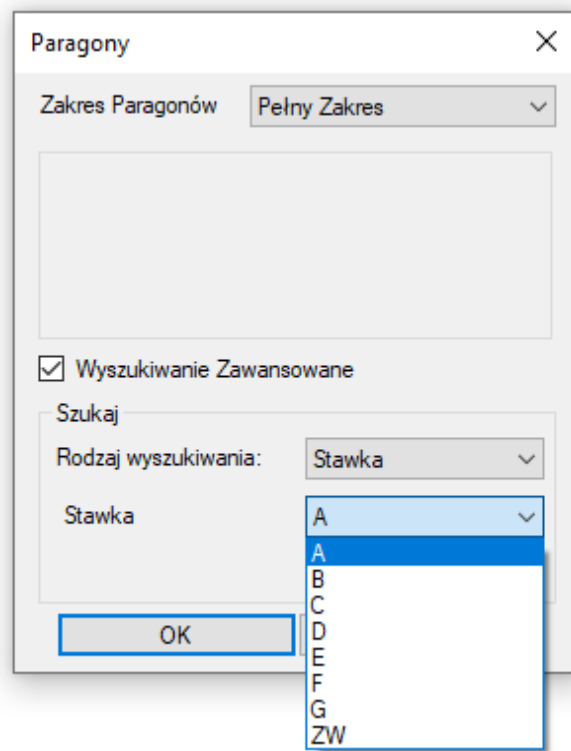 Paragony
Zakres Paragonów Pełny Zakres
Wyszukiwanie Zawansowane
Szukaj
Rodzaj wyszukiwania: Stawka
Stawka A
A
B
C
D
E
F
G
ZW
OK